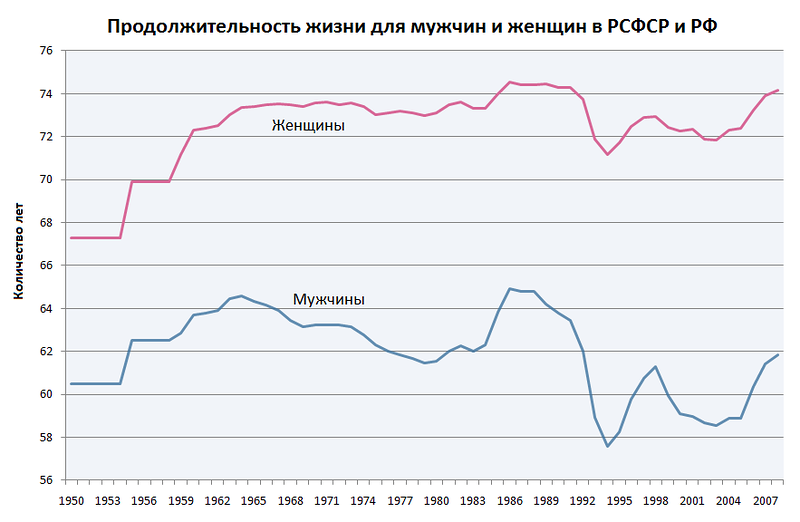 Продолжительность жизни для мужчин и женщин в РСФСР и РФ
76
74
72
70
68
66
64
62
60
58
56
Количество лет
Женщины
Мужчины
1950 1953 1956 1959 1962 1965 1968 1971 1974 1977 1980 1983 1986 1989 1992 1995 1998 2001 2004 2007